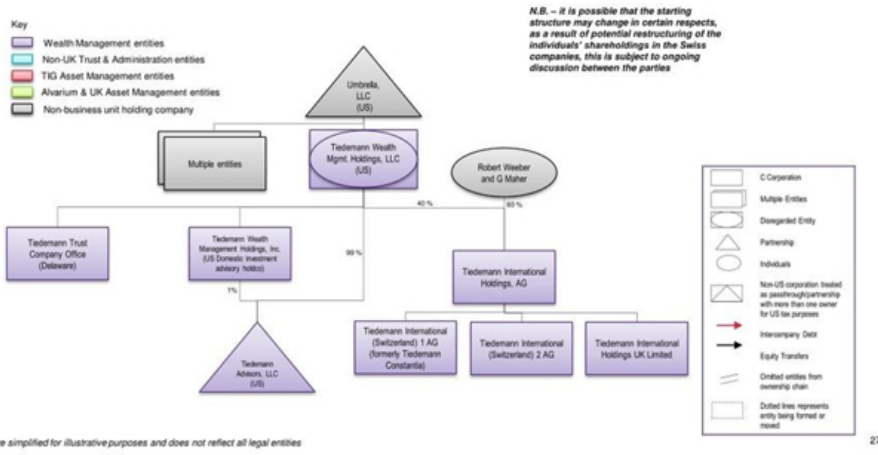 N.B. – it is possible that the starting
structure may change in certain respects,
as a result of potential restructuring of the
individuals' shareholdings in the Swiss
companies, this is subject to ongoing
discussion between the parties
Key
Wealth Management entities
Non-UK Trust & Administration entities
TIG Asset Management entities
Alvarium & UK Asset Management entities
Non-business unit holding company
Umbrella,
LLC
(US)
Multiple entities
Tiedemann Wealth
Mgmt. Holdings, LLC
(US)
Robert Weeber
and G Maher
40 %
60 %
Tiedemann Trust
Company Office
(Delaware)
Tiedemann Wealth
Management Holdings, Inc.
(US Domestic investment
advisory holdco)
99 %
1%
Tiedemann International
Holdings, AG
Tiedemann
Advisors, LLC
(US)
Tiedemann International
(Switzerland) 1 AG
(formerly Tiedemann
Constantia)
Tiedemann International
(Switzerland) 2 AG
Tiedemann International
Holdings UK Limited
C Corporation
Multiple Entities
Disregarded Entity
Partnership
Individuals
Non-US corporation treated
as passthrough/partnership
with more than one owner
for US tax purposes
Intercompany Debt
Equity Transfers
Omitted entities from
ownership chain
Dotted lines represents
entity being formed or
moved
simplified for illustrative purposes and does not reflect all legal entities
27